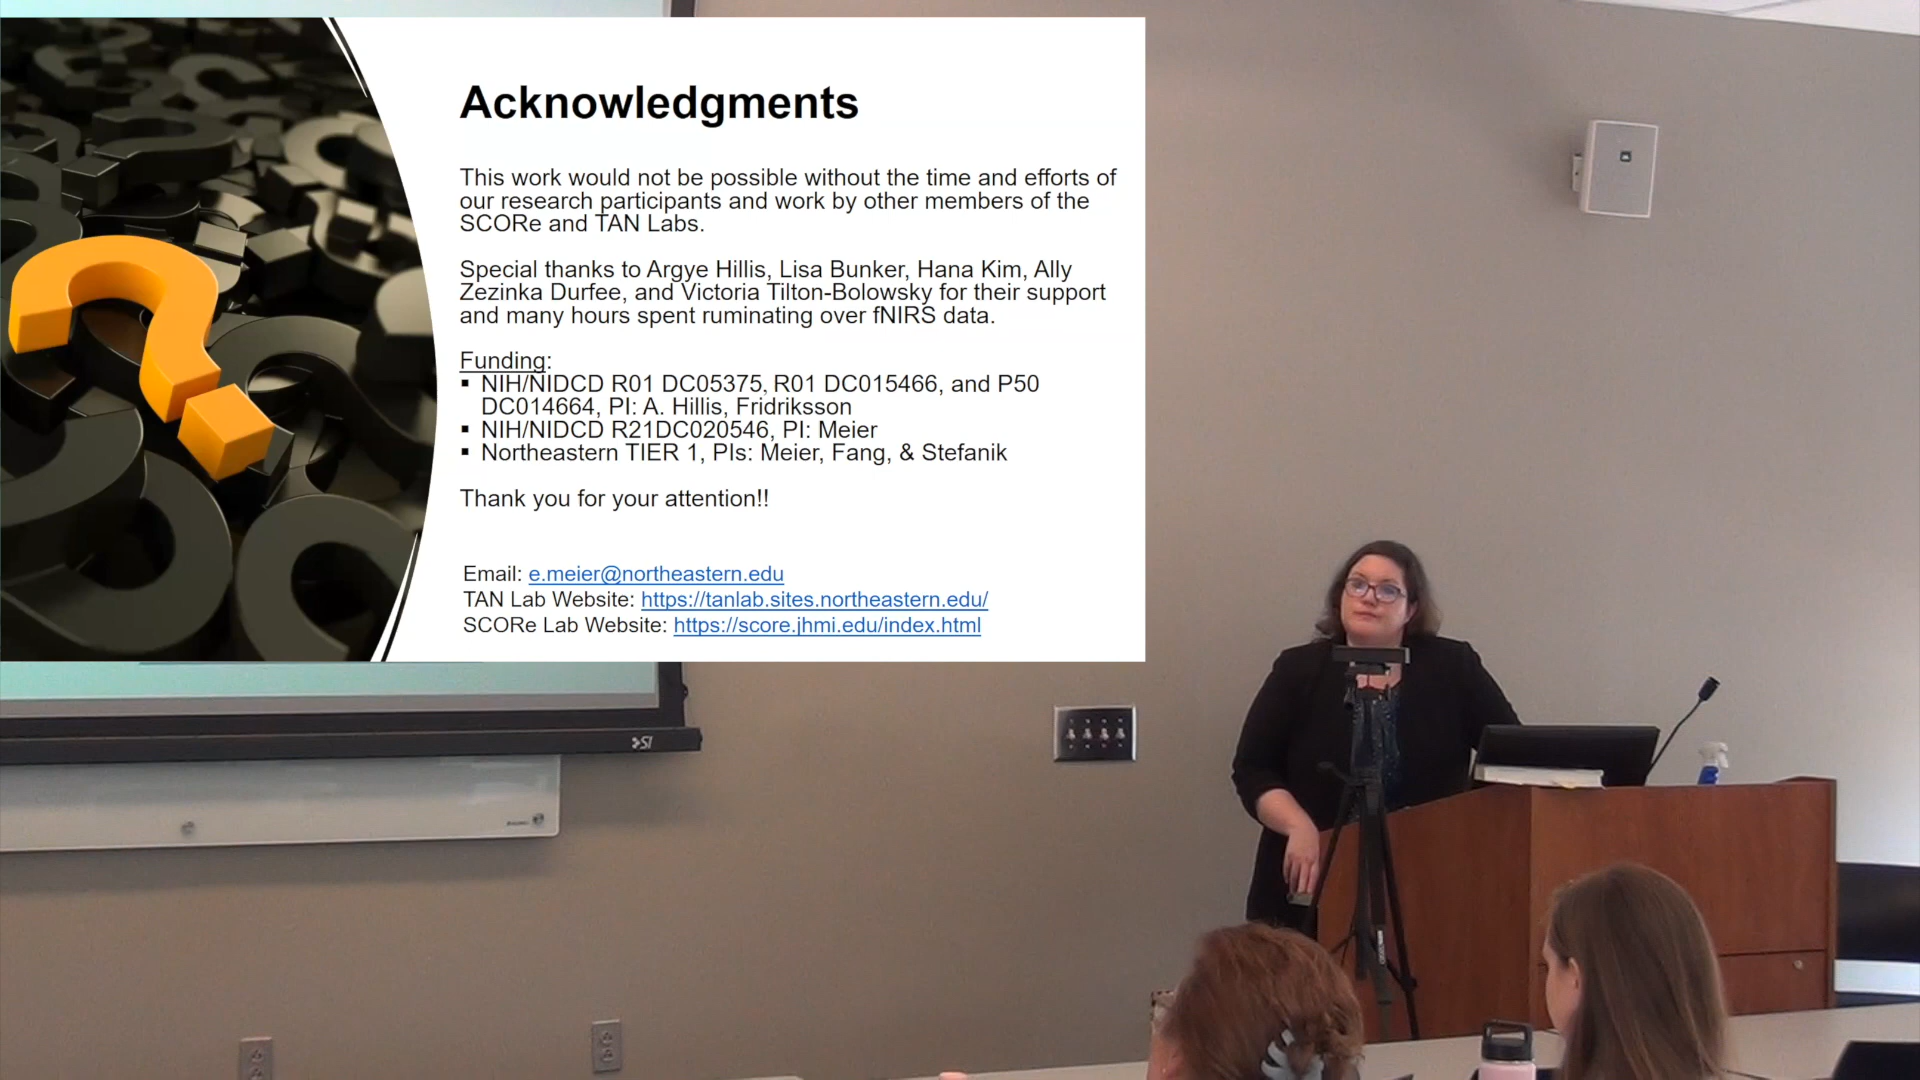 Acknowledgments
This work would not be possible without the time and efforts of
our research participants and work by other members of the
SCORe and TAN Labs.
Special thanks to Argye Hillis, Lisa Bunker, Hana Kim, Ally
Zezinka Durfee, and Victoria Tilton-Bolowsky for their support
and many hours spent ruminating over fNIRS data.
Funding:
▪ NIH/NIDCD R01 DC05375, R01 DC015466, and P50
DC014664, PI: A. Hillis, Fridriksson
▪ NIH/NIDCD R21DC020546, PI: Meier
▪ Northeastern TIER 1, PIs: Meier, Fang, & Stefanik
Thank you for your attention!!
Email: e.meier@northeastern.edu
TAN Lab Website: https://tanlab.sites.northeastern.edu/
SCORe Lab Website: https://score.jhmi.edu/index.html
SI